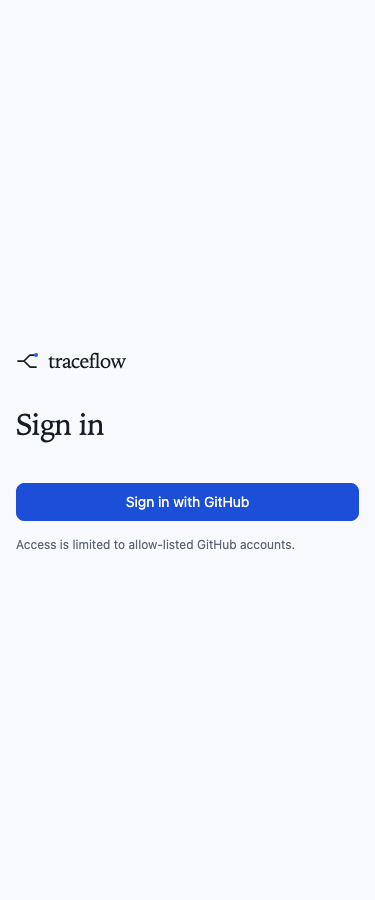 traceflow
Sign in
Sign in with GitHub
Access is limited to allow-listed GitHub accounts.